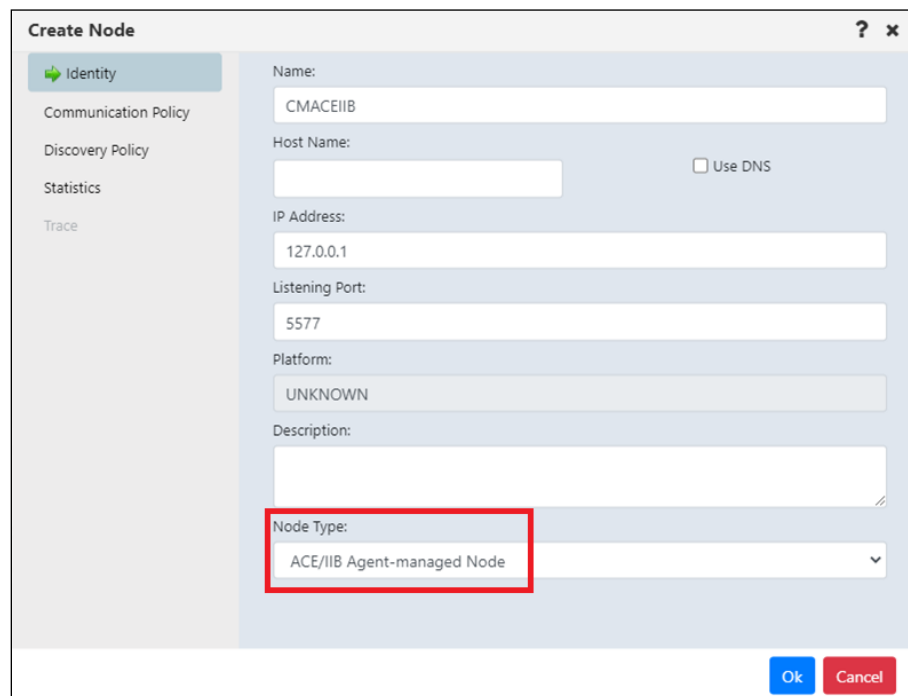 Create Node
? ×
Identity
Communication Policy
Discovery Policy
Statistics
Trace
Name:
CMACEIIB
Host Name:
Use DNS
IP Address:
127.0.0.1
Listening Port:
5577
Platform:
UNKNOWN
Description:
Node Type:
ACE/IIB Agent-managed Node
Ok
Cancel